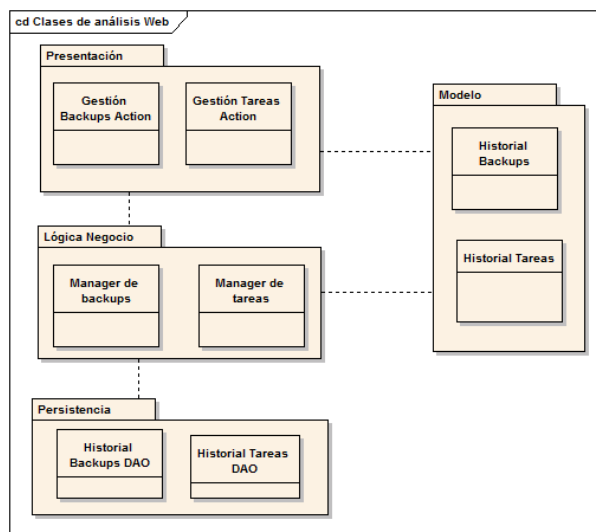 cd Clases de análisis Web
Presentación
Gestión
Backups Action
Gestión Tareas
Action
Modelo
Historial
Backups
Historial Tareas
Lógica Negocio
Manager de
backups
Manager de
tareas
Persistencia
Historial
Backups DAO
Historial Tareas
DAO